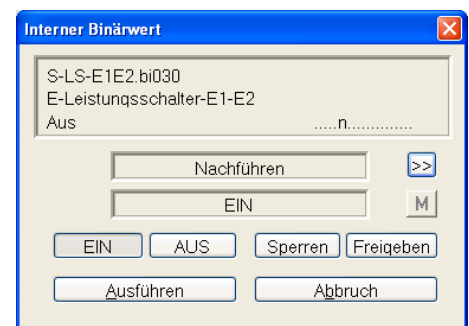 Interner Binärwert
S-LS-E1E2.bi030
E-Leistungsschalter-E1-E2
Aus .....n.............
Nachführen >>
EIN M
EIN AUS Sperren Freigeben
Ausführen Abbruch